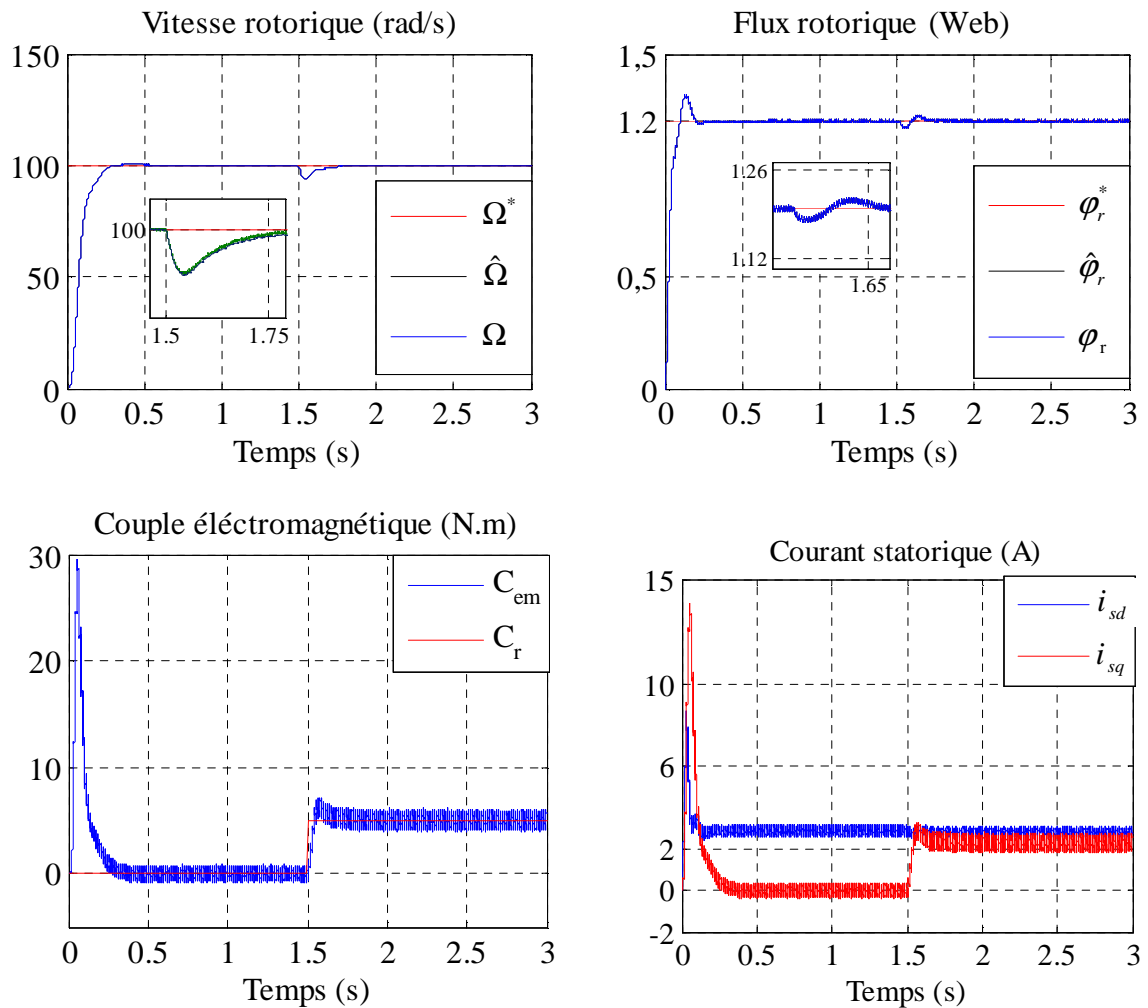 Vitesse rotorique (rad/s)
150
100
50
0
100
1.5 1.75
Ω*
Ω̂
Ω
0 0.5 1 1.5 2 2.5 3
Temps (s)
Flux rotorique (Web)
1,5
1.2
0,5
0
1.26
1.12
1.65
φr*
φ̂r
φr
0 0.5 1 1.5 2 2.5 3
Temps (s)
Couple éléctromagnétique (N.m)
30
20
10
0
Cem
Cr
0 0.5 1 1.5 2 2.5 3
Temps (s)
Courant statorique (A)
15
10
6
2
0
-2
isd
isq
0 0.5 1 1.5 2 2.5 3
Temps (s)